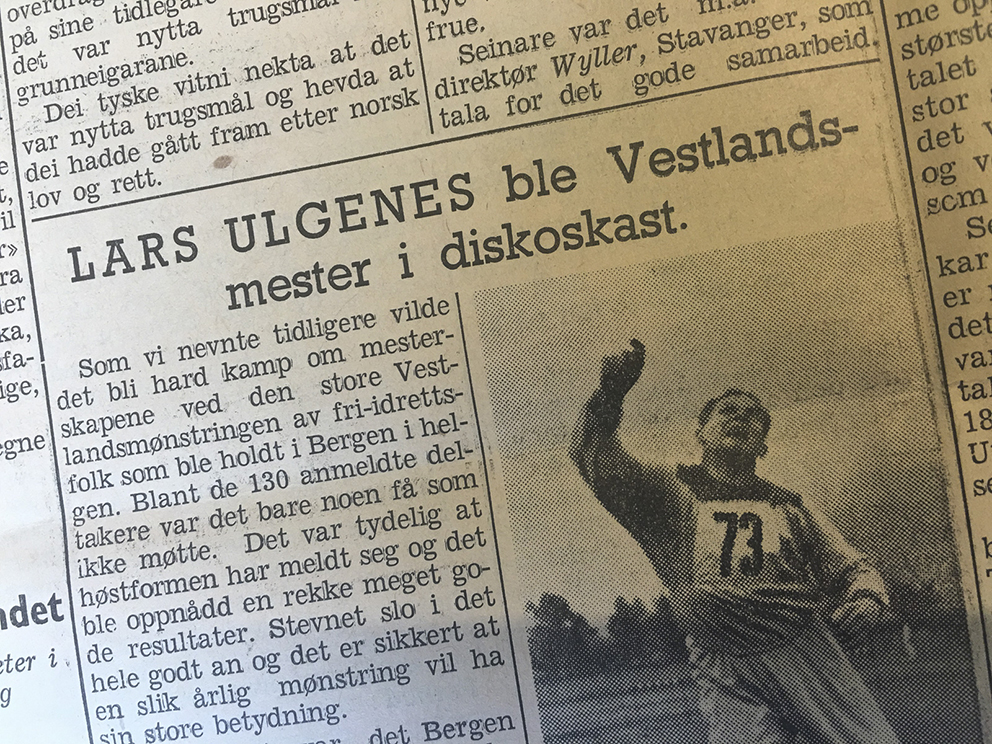 på sine
det var nytta trugsmål
grunneigarane.
Dei tyske vitni nekta at det
var nytta trugsmål og hevda at
dei hadde gått fram etter norsk
lov og rett.
frue.
Seinare var det m.a.
direktør Wyller, Stavanger, som
tala for det gode samarbeid.
LARS ULGENES ble Vestlands-
mester i diskoskast.
Som vi nevnte tidligere vilde
det bli hard kamp om mester-
skapene ved den store Vest-
landsmønstringen av fri-idretts-
folk som ble holdt i Bergen i hel-
gen. Blant de 130 anmeldte del-
takere var det bare noen få som
ikke møtte. Det var tydelig at
høstformen har meldt seg og det
ble oppnådd en rekke meget go-
de resultater. Stevnet slo i det
hele godt an og det er sikkert at
en slik årlig mønstring vil ha
sin store betydning.
det Bergen
73
me
talet
stor
det
og
som
kar
er
det
18